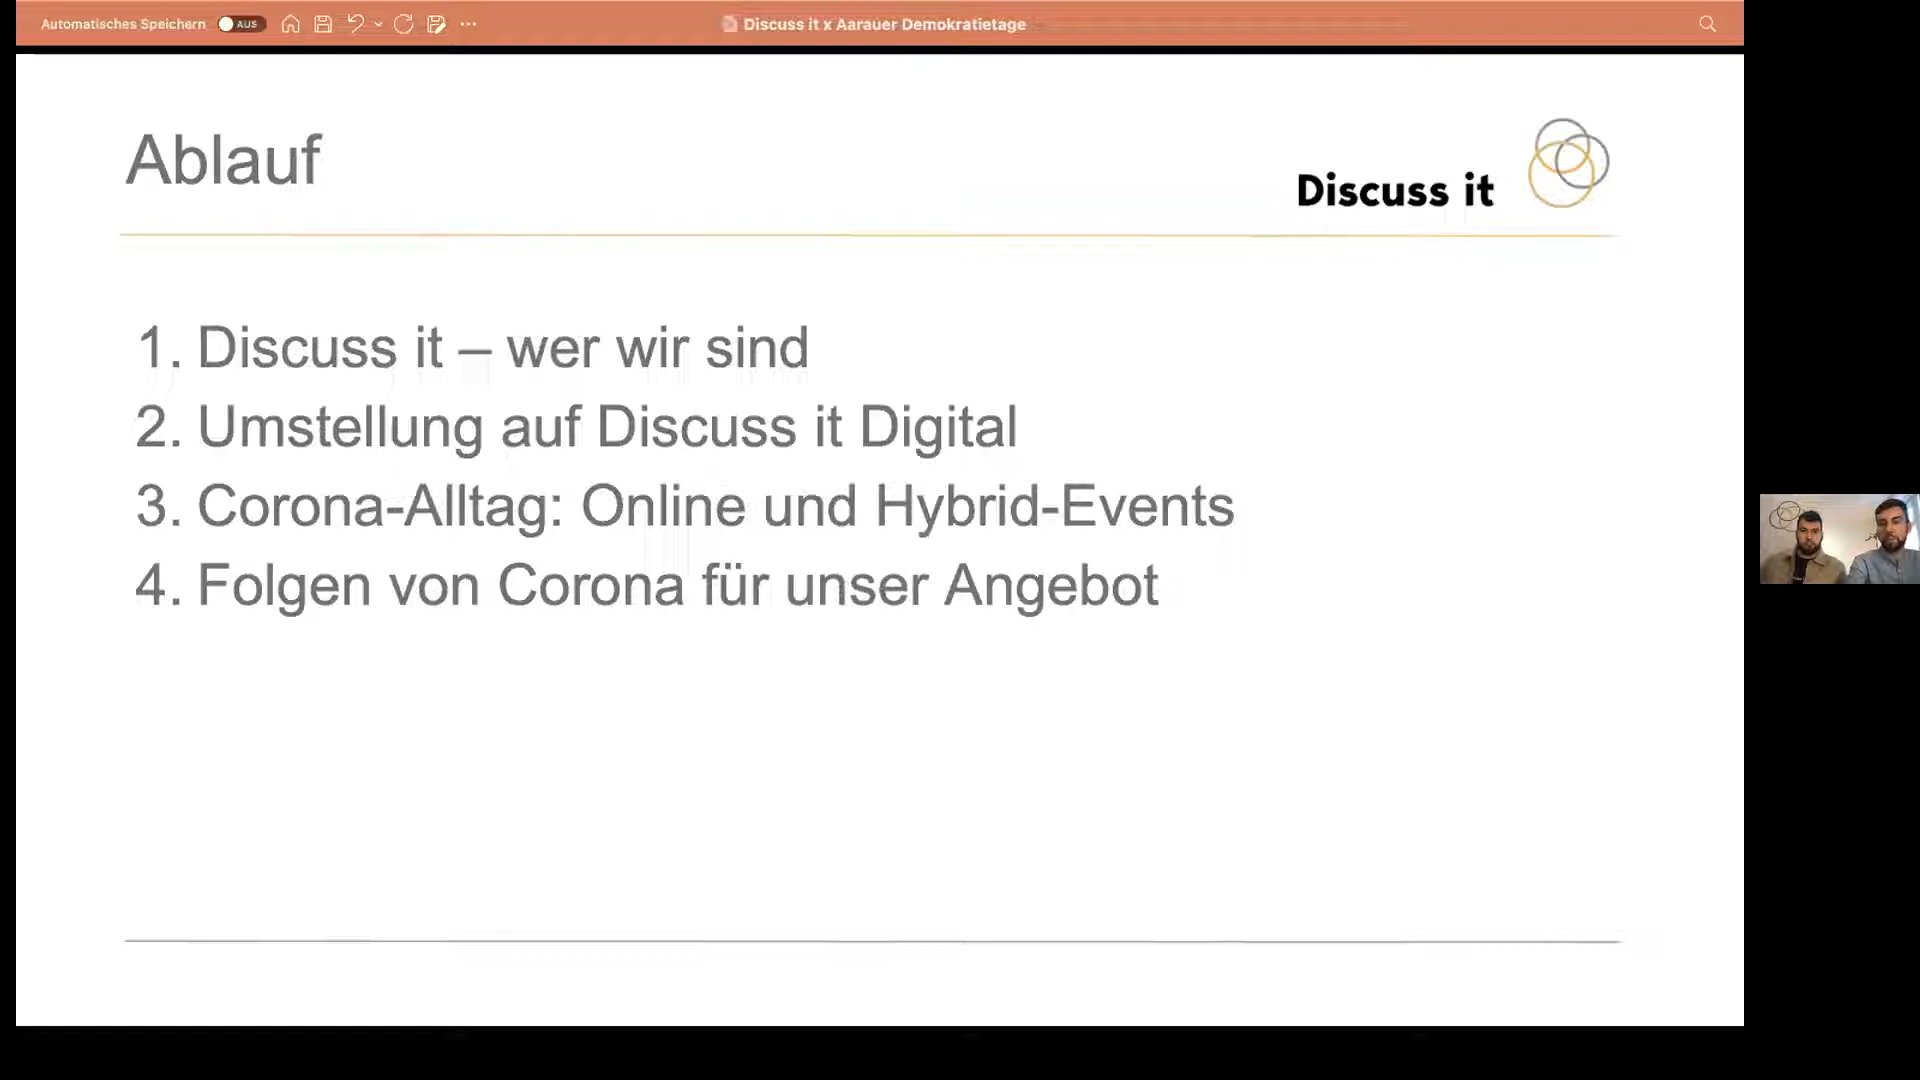 Automatisches Speichern AUS
Discuss it x Aarauer Demokratietage
Ablauf
Discuss it
1. Discuss it – wer wir sind
2. Umstellung auf Discuss it Digital
3. Corona-Alltag: Online und Hybrid-Events
4. Folgen von Corona für unser Angebot